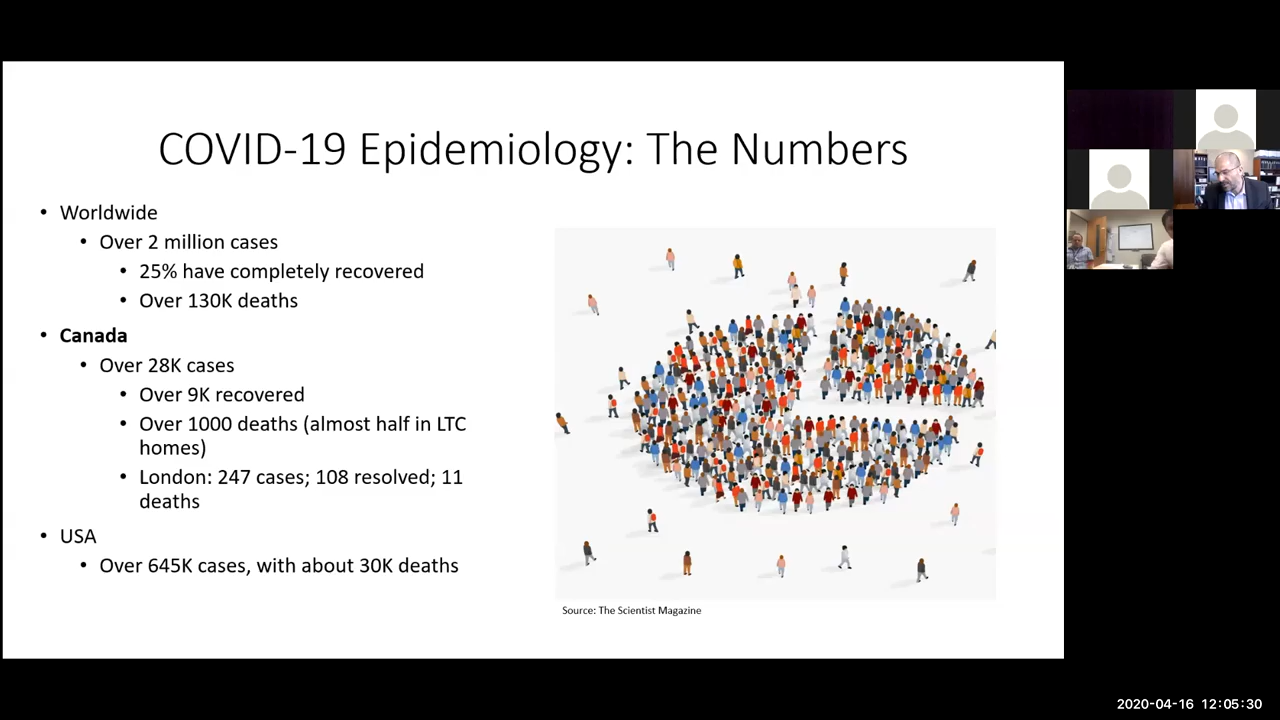 COVID-19 Epidemiology: The Numbers
• Worldwide
• Over 2 million cases
• 25% have completely recovered
• Over 130K deaths
• Canada
• Over 28K cases
• Over 9K recovered
• Over 1000 deaths (almost half in LTC
homes)
• London: 247 cases; 108 resolved; 11
deaths
• USA
• Over 645K cases, with about 30K deaths
Source: The Scientist Magazine
2020-04-16 12:05:30